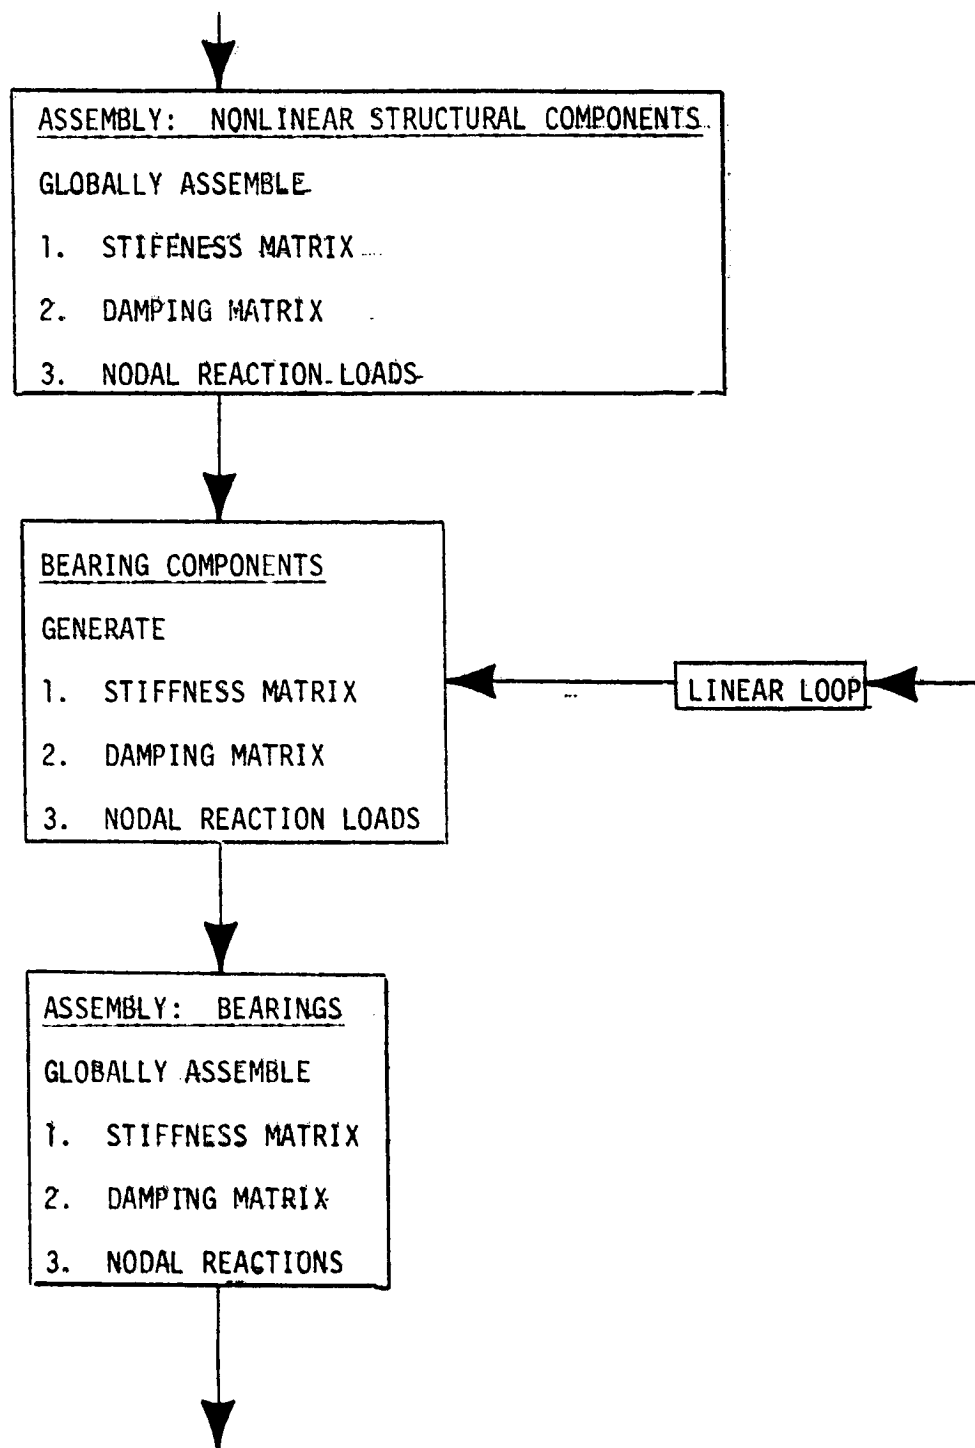 ASSEMBLY: NONLINEAR STRUCTURAL COMPONENTS
GLOBALLY ASSEMBLE
1. STIFENESS MATRIX
2. DAMPING MATRIX
3. NODAL REACTION LOADS
BEARING COMPONENTS
GENERATE
1. STIFFNESS MATRIX
2. DAMPING MATRIX
3. NODAL REACTION LOADS
LINEAR LOOP
ASSEMBLY: BEARINGS
GLOBALLY ASSEMBLE
1. STIFFNESS MATRIX
2. DAMPING MATRIX
3. NODAL REACTIONS